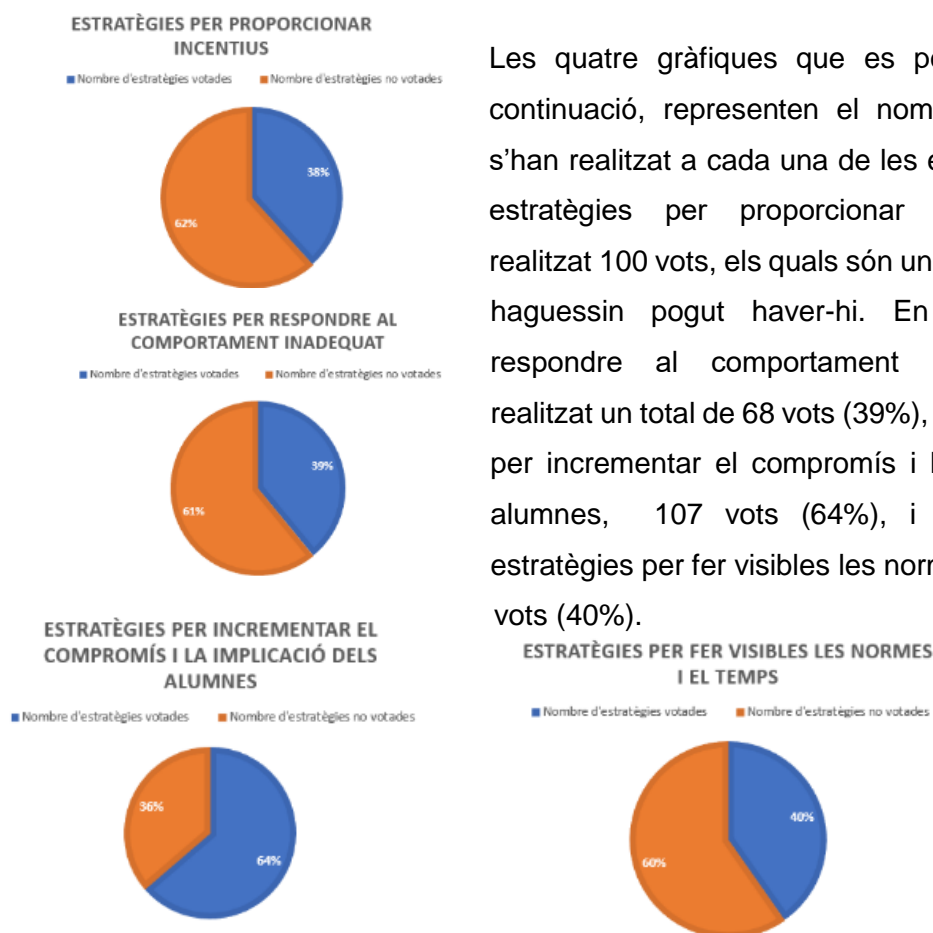 ESTRATÈGIES PER PROPORCIONAR
INCENTIUS
Nombre d'estratègies votades Nombre d'estratègies no votades
38%
62%
ESTRATÈGIES PER RESPONDRE AL
COMPORTAMENT INADEQUAT
Nombre d'estratègies votades Nombre d'estratègies no votades
39%
61%
ESTRATÈGIES PER INCREMENTAR EL
COMPROMÍS I LA IMPLICACIÓ DELS
ALUMNES
Nombre d'estratègies votades Nombre d'estratègies no votades
36%
64%
Les quatre gràfiques que es
continuació, representen el
s'han realitzat a cada una de les
estratègies per proporcionar
realitzat 100 vots, els quals són
haguessin pogut haver-hi. En
respondre al comportament
realitzat un total de 68 vots (39%),
per incrementar el compromís i
alumnes, 107 vots (64%), i
estratègies per fer visibles les
vots (40%).
ESTRATÈGIES PER FER VISIBLES LES NORMES
I EL TEMPS
Nombre d'estratègies votades Nombre d'estratègies no votades
40%
60%